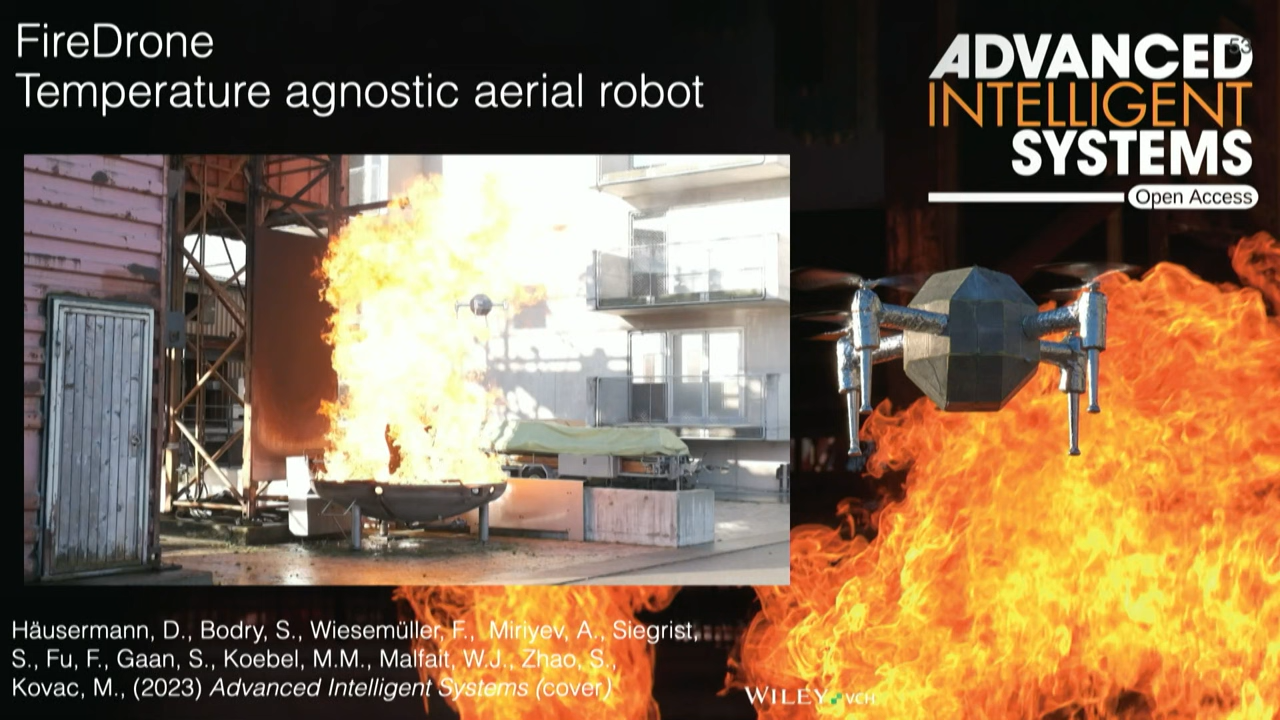 FireDrone
Temperature agnostic aerial robot
ADVANCED
53
INTELLIGENT
SYSTEMS
Open Access
Häusermann, D., Bodry, S., Wiesemüller, F., Miriyev, A., Siegrist,
S., Fu, F., Gaan, S., Koebel, M.M., Malfait, W.J., Zhao, S.,
Kovac, M., (2023) Advanced Intelligent Systems (cover)
WILEY VCH